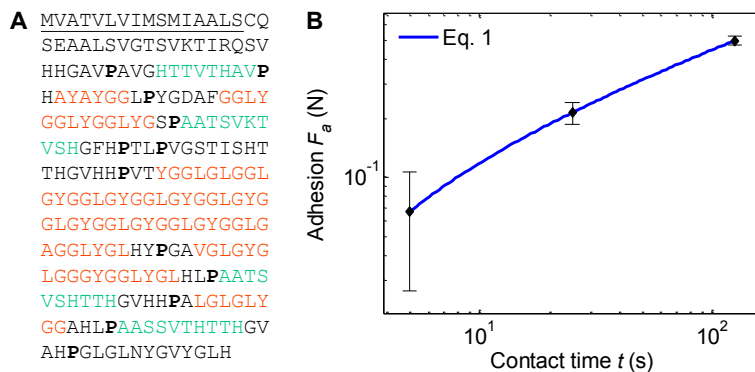 A
MVATVLVIMSMIAALSCQ
SEAALSVGTSVKTIRQSV
HHGAVPAVGHTTVTHAVP
HAYAYGGLPYGDAFGGLY
GGLYGGLYGSPAATSVKT
VSHGFHPTLPVGSTISHT
THGVHHPVTYGGLGLGGL
GYGGLGYGGLGYGGLGYG
GLGYGLGYGGLGYGGLG
AGGLYGLHYPGAVGLGYG
LGGGYGGLYGLHLPAATS
VSHTTHGVHHPALGLGLY
GGAHLPAASSVTHTTHGV
AHPGLGLNYGVYGLH
B
Eq. 1
Adhesion Fₐ (N)
10⁻¹
10¹
10²
Contact time t (s)